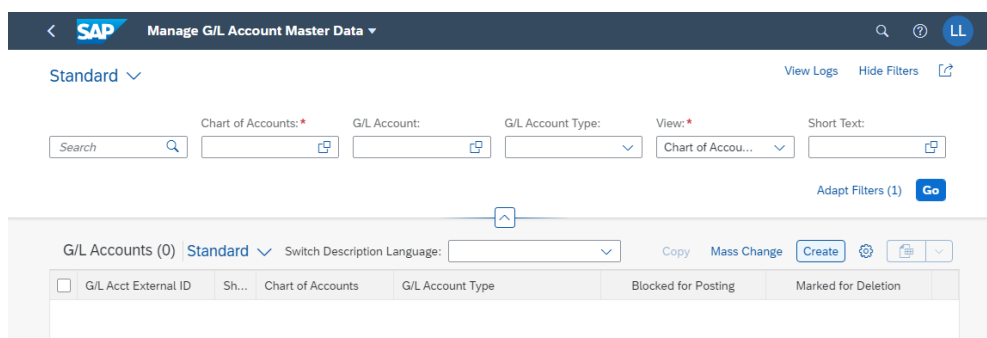 SAP Manage G/L Account Master Data LL
Standard View Logs Hide Filters
Chart of Accounts:* G/L Account: G/L Account Type: View:* Short Text:
Search Chart of Accou...
Adapt Filters (1) Go
G/L Accounts (0) Standard Switch Description Language: Copy Mass Change Create
G/L Acct External ID Sh... Chart of Accounts G/L Account Type Blocked for Posting Marked for Deletion